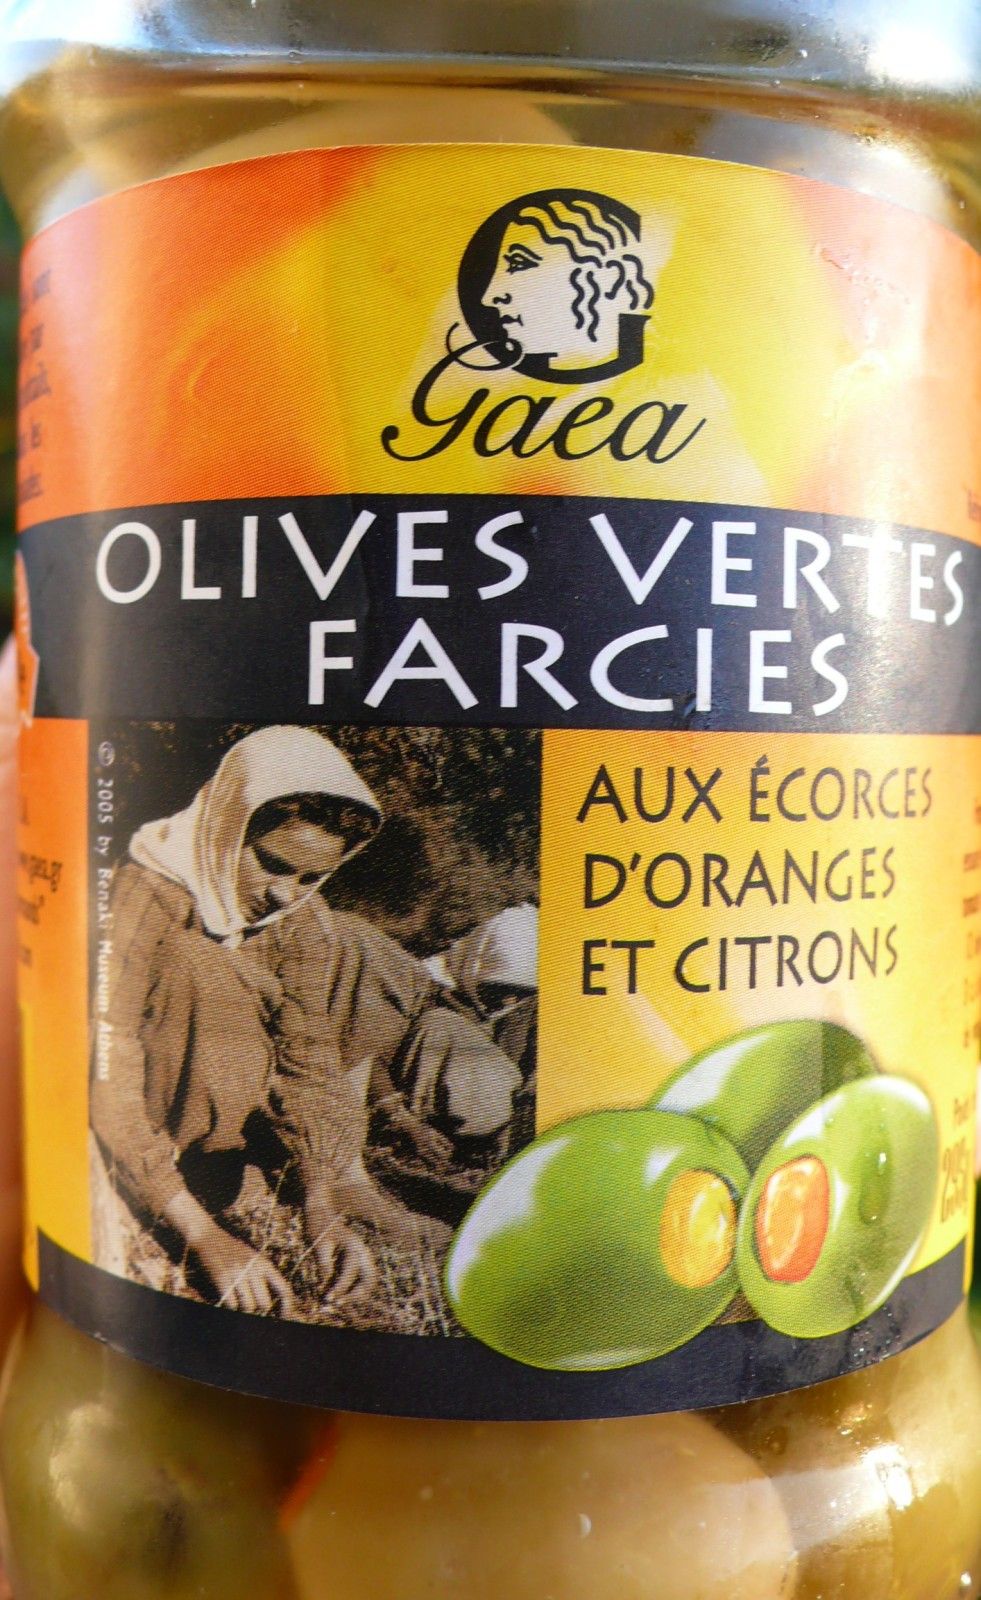 gaea
OLIVES VERTES
FARCIES
AUX ÉCORCES
D'ORANGES
ET CITRONS
© 2005 by Benaki Museum Athens